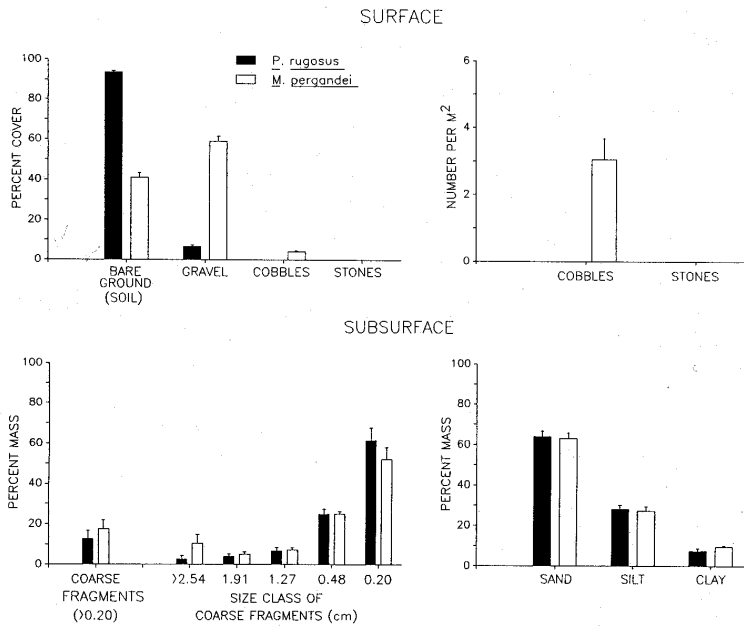 SURFACE
P. rugosus
M. pergandei
PERCENT COVER
100
80
60
40
20
0
BARE GROUND (SOIL)
GRAVEL
COBBLES
STONES
NUMBER PER M2
6
4
2
0
COBBLES
STONES
SUBSURFACE
PERCENT MASS
100
80
60
40
20
0
COARSE FRAGMENTS (>0.20)
>2.54 1.91 1.27 0.48 0.20
SIZE CLASS OF
COARSE FRAGMENTS (cm)
PERCENT MASS
100
80
60
40
20
0
SAND SILT CLAY